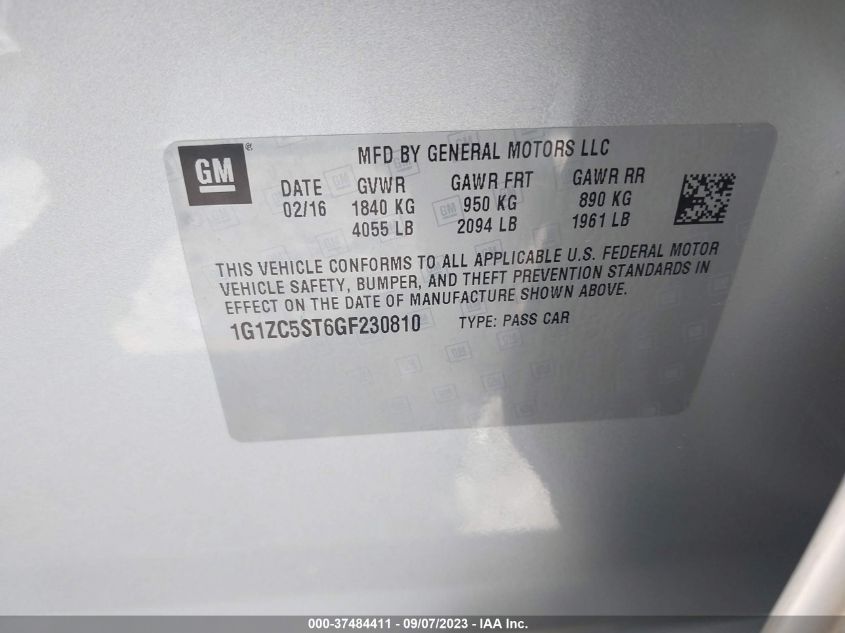 GM ®
MFD BY GENERAL MOTORS LLC
DATE GVWR GAWR FRT GAWR RR
02/16 1840 KG 950 KG 890 KG
4055 LB 2094 LB 1961 LB
THIS VEHICLE CONFORMS TO ALL APPLICABLE U.S. FEDERAL MOTOR
VEHICLE SAFETY, BUMPER, AND THEFT PREVENTION STANDARDS IN
EFFECT ON THE DATE OF MANUFACTURE SHOWN ABOVE.
1G1ZC5ST6GF230810 TYPE: PASS CAR
000-37484411 - 09/07/2023 - IAA Inc.